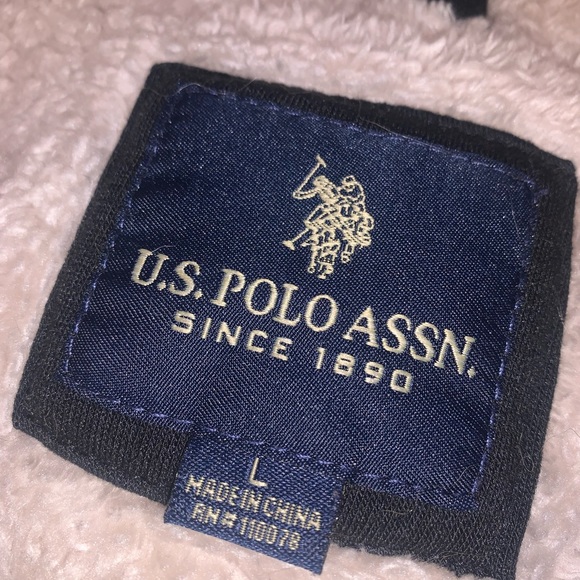 U.S. POLO ASSN.
SINCE 1890
L
MADE IN CHINA
RN#110078